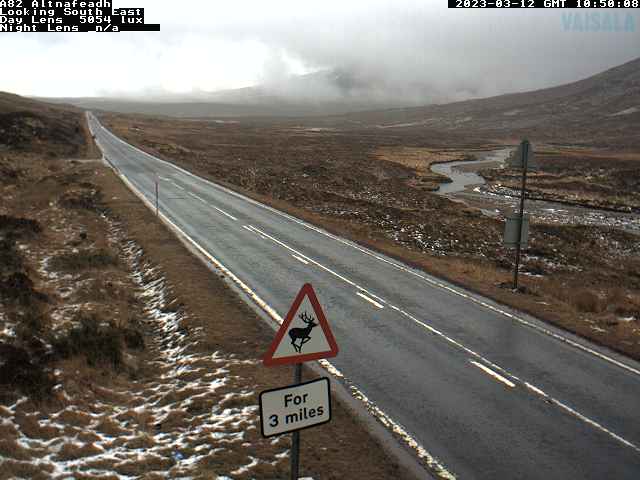 A82 Altnafeadh
Looking South East
Day Lens 5054 lux
Night Lens n/a
2023-03-12 GMT 10:50:08
VAISALA
For
3 miles